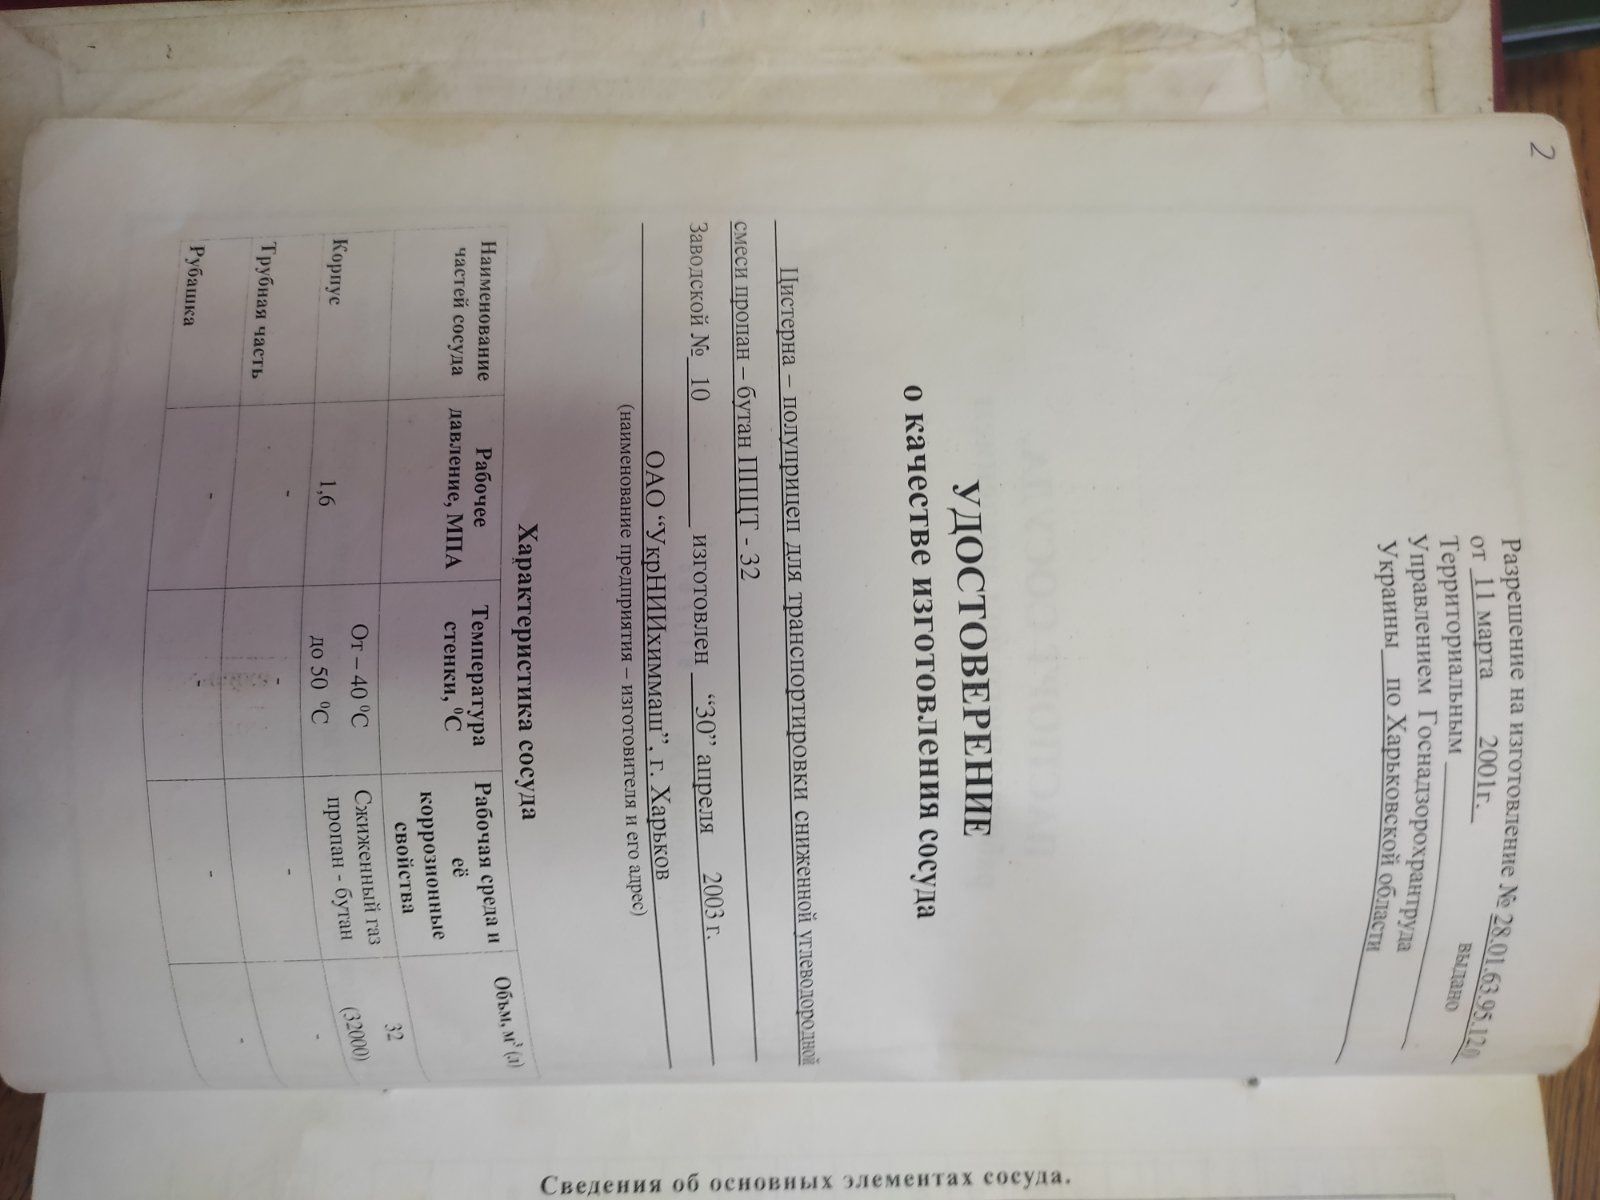 2
Разрешение на изготовление № 28.01.63.95.120
от 11 марта 2001г. выдано
Территориальным
Управлением Госнадзорохрантруда
Украины по Харьковской области
УДОСТОВЕРЕНИЕ
о качестве изготовления сосуда
Цистерна – полуприцеп для транспортировки сниженной углеводородной
смеси пропан – бутан ППЦТ - 32
Заводской № 10 изготовлен “30” апреля 2003 г.
ОАО “УкрНИИхиммаш”, г. Харьков
(наименование предприятия – изготовителя и его адрес)
Характеристика сосуда
Наименование частей сосуда Рабочее давление, МПА Температура стенки, ⁰С Рабочая среда и её коррозионные свойства Обьм, м³ (л)
Корпус 1,6 От – 40 ⁰С до 50 ⁰С Сжиженный газ пропан - бутан 32 (32000)
Трубная часть - - - -
Рубашка - - - -
Сведения об основных элементах сосуда.